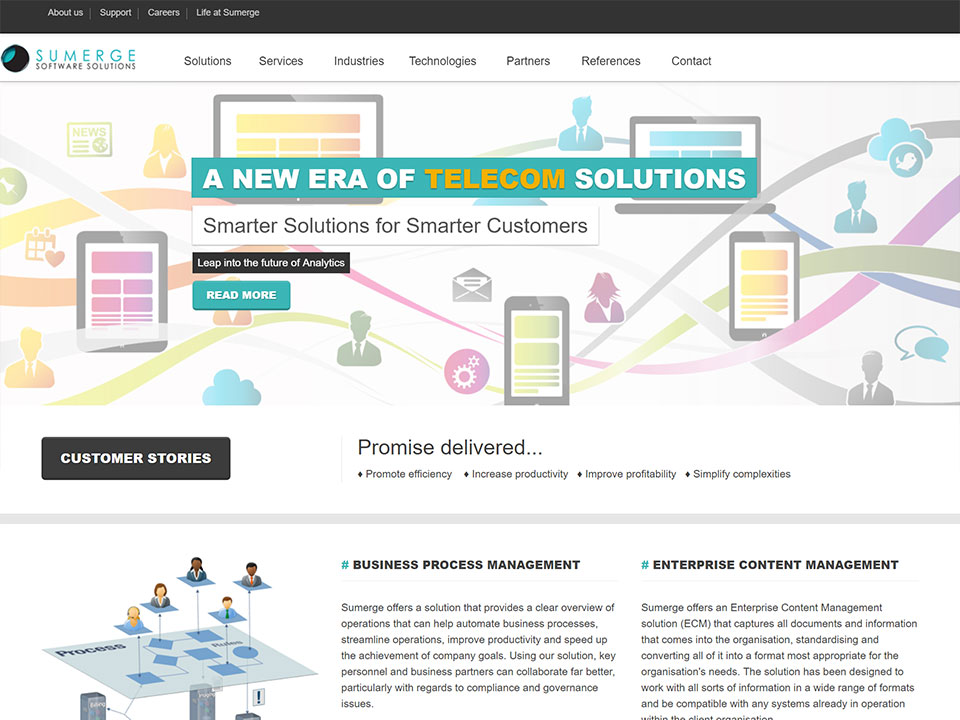 About us
Support
Careers
Life at Sumerge
SUMERGE
SOFTWARE SOLUTIONS
Solutions
Services
Industries
Technologies
Partners
References
Contact
NEWS
A NEW ERA OF TELECOM SOLUTIONS
Smarter Solutions for Smarter Customers
Leap into the future of Analytics
READ MORE
CUSTOMER STORIES
Promise delivered...
♦ Promote efficiency ♦ Increase productivity ♦ Improve profitability ♦ Simplify complexities
Process
Rules
# BUSINESS PROCESS MANAGEMENT
Sumerge offers a solution that provides a clear overview of
operations that can help automate business processes,
streamline operations, improve productivity and speed up
the achievement of company goals. Using our solution, key
personnel and business partners can collaborate far better,
particularly with regards to compliance and governance
issues.
# ENTERPRISE CONTENT MANAGEMENT
Sumerge offers an Enterprise Content Management
solution (ECM) that captures all documents and information
that comes into the organisation, standardising and
converting all of it into a format most appropriate for the
organisation's needs. The solution has been designed to
work with all sorts of information in a wide range of formats
and be compatible with any systems already in operation
within the client organisation